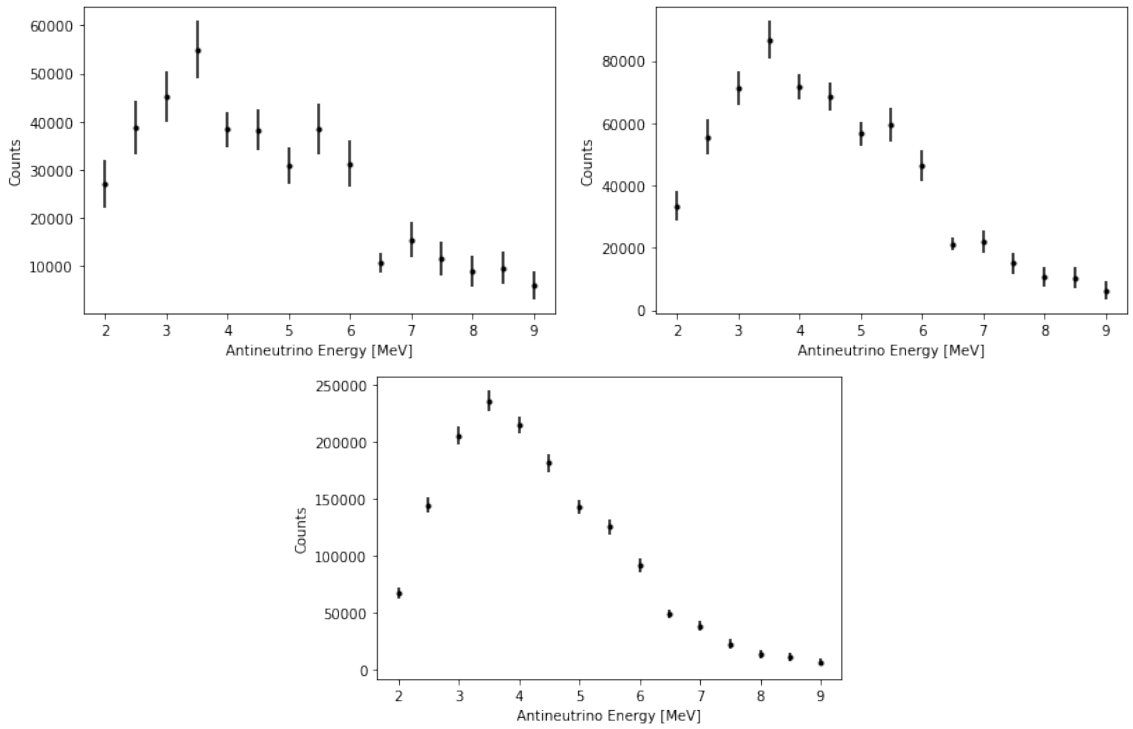 60000
50000
40000
30000
20000
10000
Counts
2 3 4 5 6 7 8 9
Antineutrino Energy [MeV]
80000
60000
40000
20000
0
Counts
2 3 4 5 6 7 8 9
Antineutrino Energy [MeV]
250000
200000
150000
100000
50000
0
Counts
2 3 4 5 6 7 8 9
Antineutrino Energy [MeV]